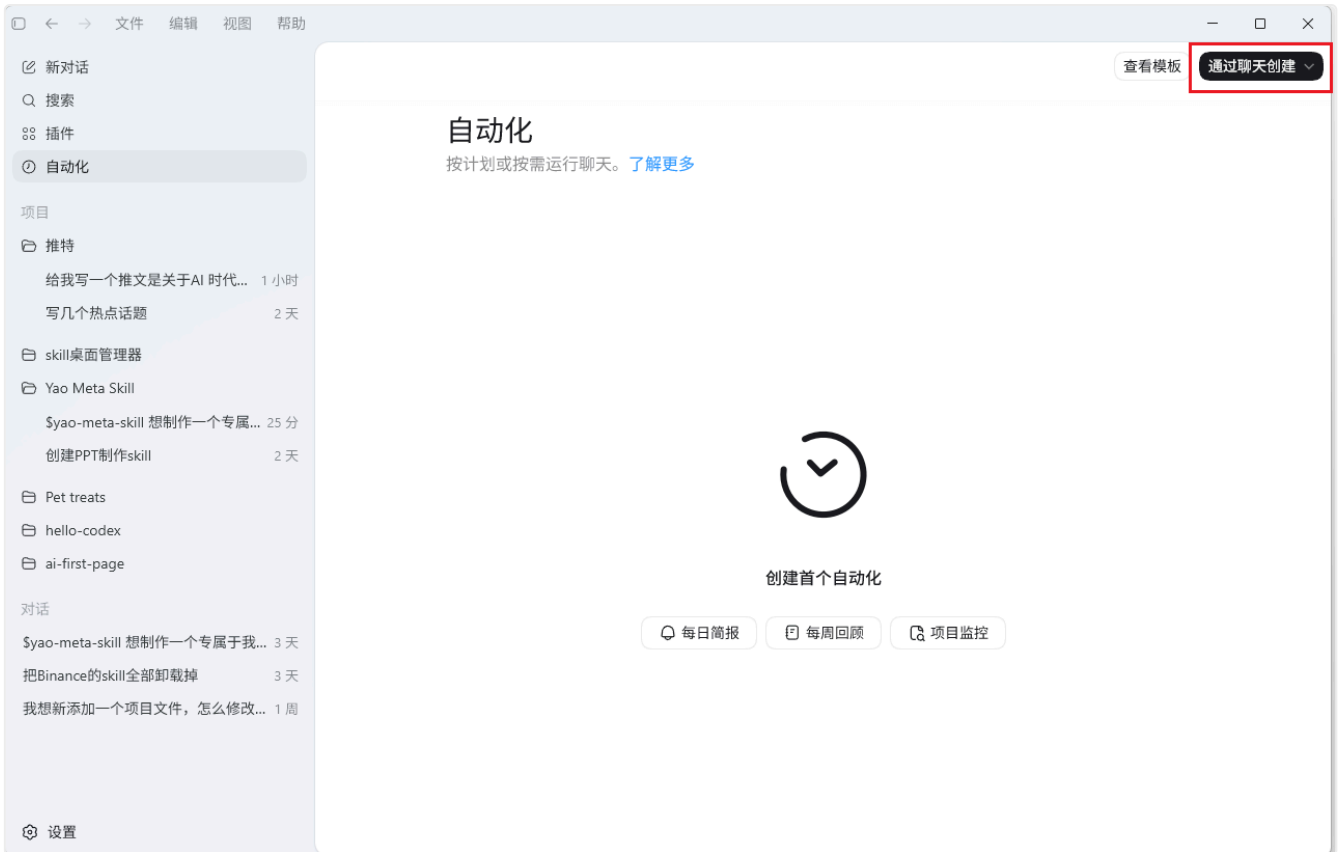 文件 编辑 视图 帮助
新对话
搜索
插件
自动化
项目
推特
给我写一个推文是关于AI 时代... 1 小时
写几个热点话题 2 天
skill桌面管理器
Yao Meta Skill
$yao-meta-skill 想制作一个专属... 25 分
创建PPT制作skill 2 天
Pet treats
hello-codex
ai-first-page
对话
$yao-meta-skill 想制作一个专属于我... 3 天
把Binance的skill全部卸载掉 3 天
我想新添加一个项目文件，怎么修改... 1 周
设置
查看模板 通过聊天创建
自动化
按计划或按需运行聊天。了解更多
创建首个自动化
每日简报 每周回顾 项目监控